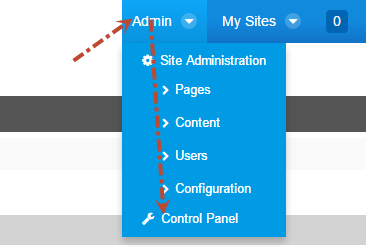 Admin My Sites 0
Site Administration
Pages
Content
Users
Configuration
Control Panel